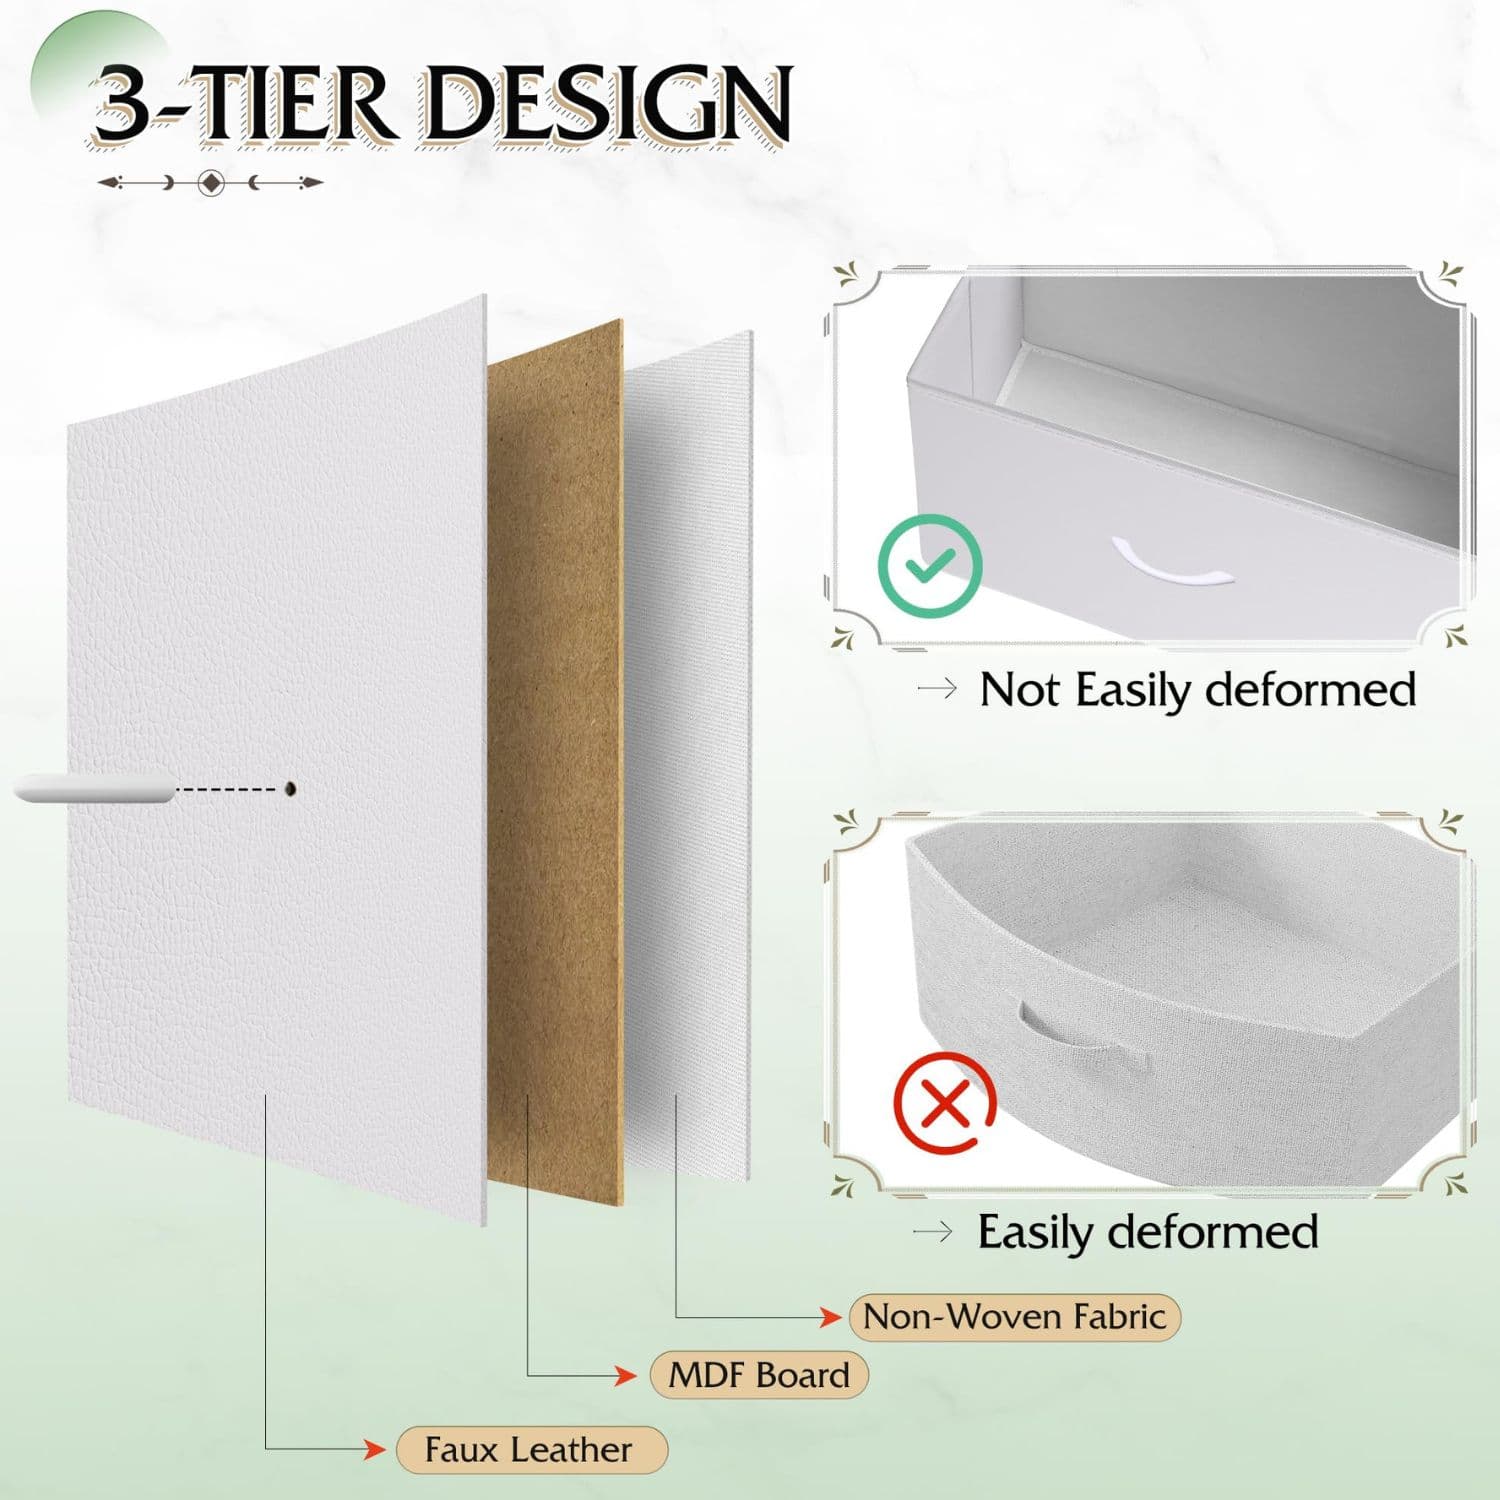 3-TIER DESIGN
Not Easily deformed
Easily deformed
Non-Woven Fabric
MDF Board
Faux Leather